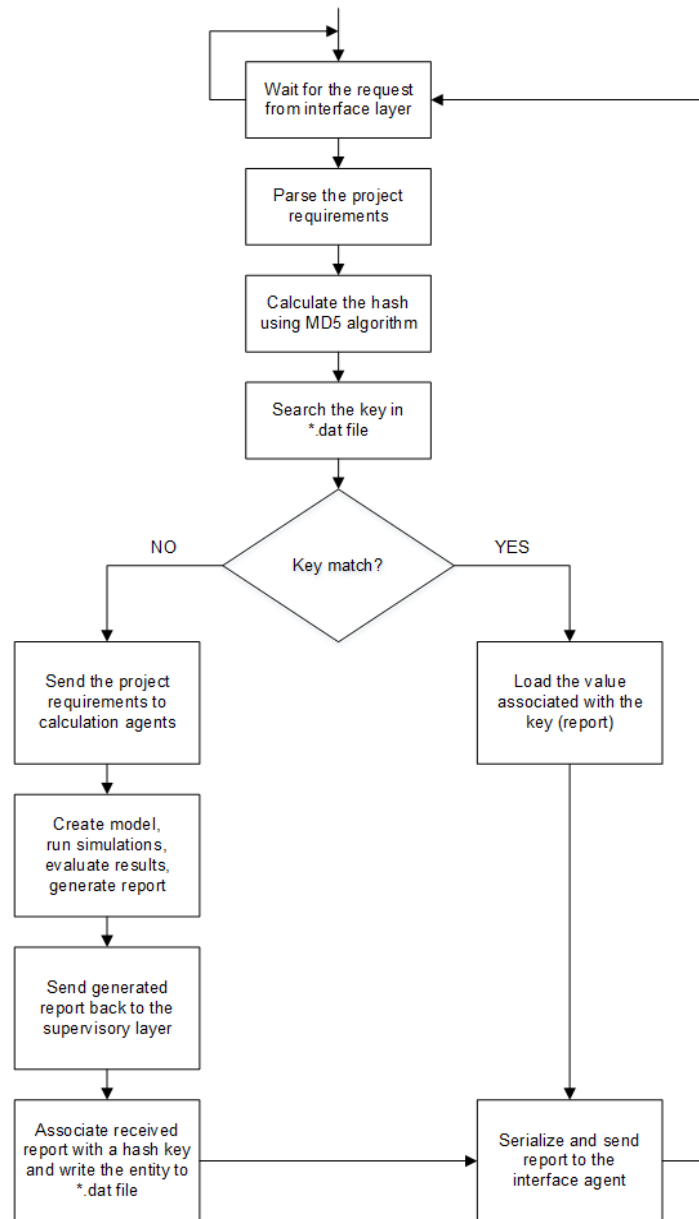 Wait for the request
from interface layer
Parse the project
requirements
Calculate the hash
using MD5 algorithm
Search the key in
*.dat file
Key match?
NO
YES
Send the project
requirements to
calculation agents
Load the value
associated with the
key (report)
Create model,
run simulations,
evaluate results,
generate report
Send generated
report back to the
supervisory layer
Associate received
report with a hash key
and write the entity to
*.dat file
Serialize and send
report to the
interface agent